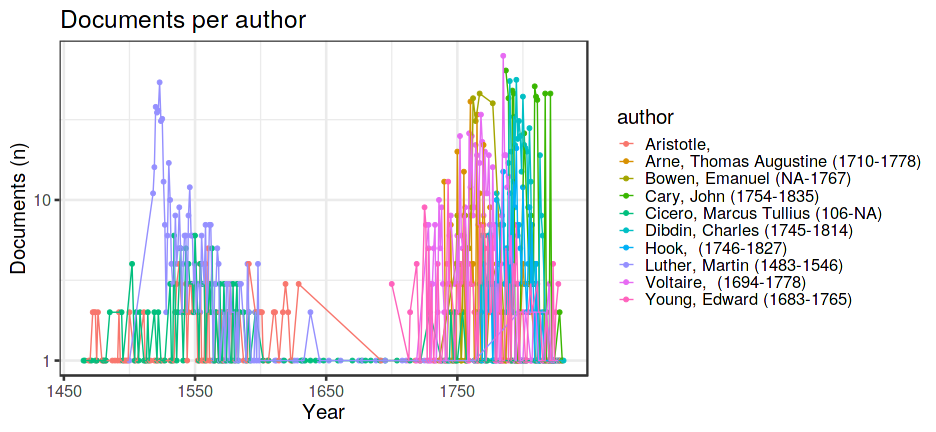 Documents per author
Documents (n)
10
1
1450
1550
1650
1750
Year
author
Aristotle,
Arne, Thomas Augustine (1710-1778)
Bowen, Emanuel (NA-1767)
Cary, John (1754-1835)
Cicero, Marcus Tullius (106-NA)
Dibdin, Charles (1745-1814)
Hook,  (1746-1827)
Luther, Martin (1483-1546)
Voltaire,  (1694-1778)
Young, Edward (1683-1765)